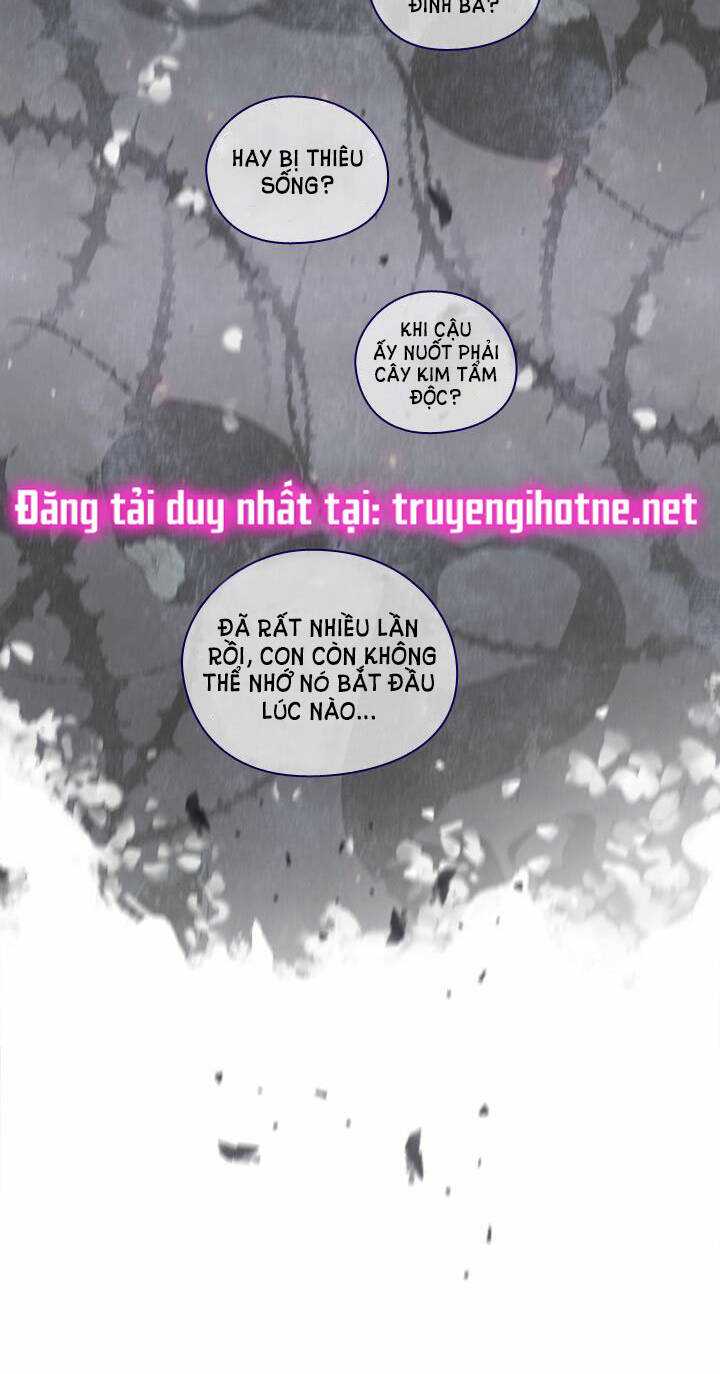 ĐINH BA?
HAY BỊ THIÊU
SỐNG?
KHI CẬU
ẤY NUỐT PHẢI
CÂY KIM TẨM
ĐỘC?
Đăng tải duy nhất tại: truyengihotne.net
ĐÃ RẤT NHIỀU LẦN
RỒI, CON CÒN KHÔNG
THỂ NHỚ NÓ BẮT ĐẦU
LÚC NÀO...